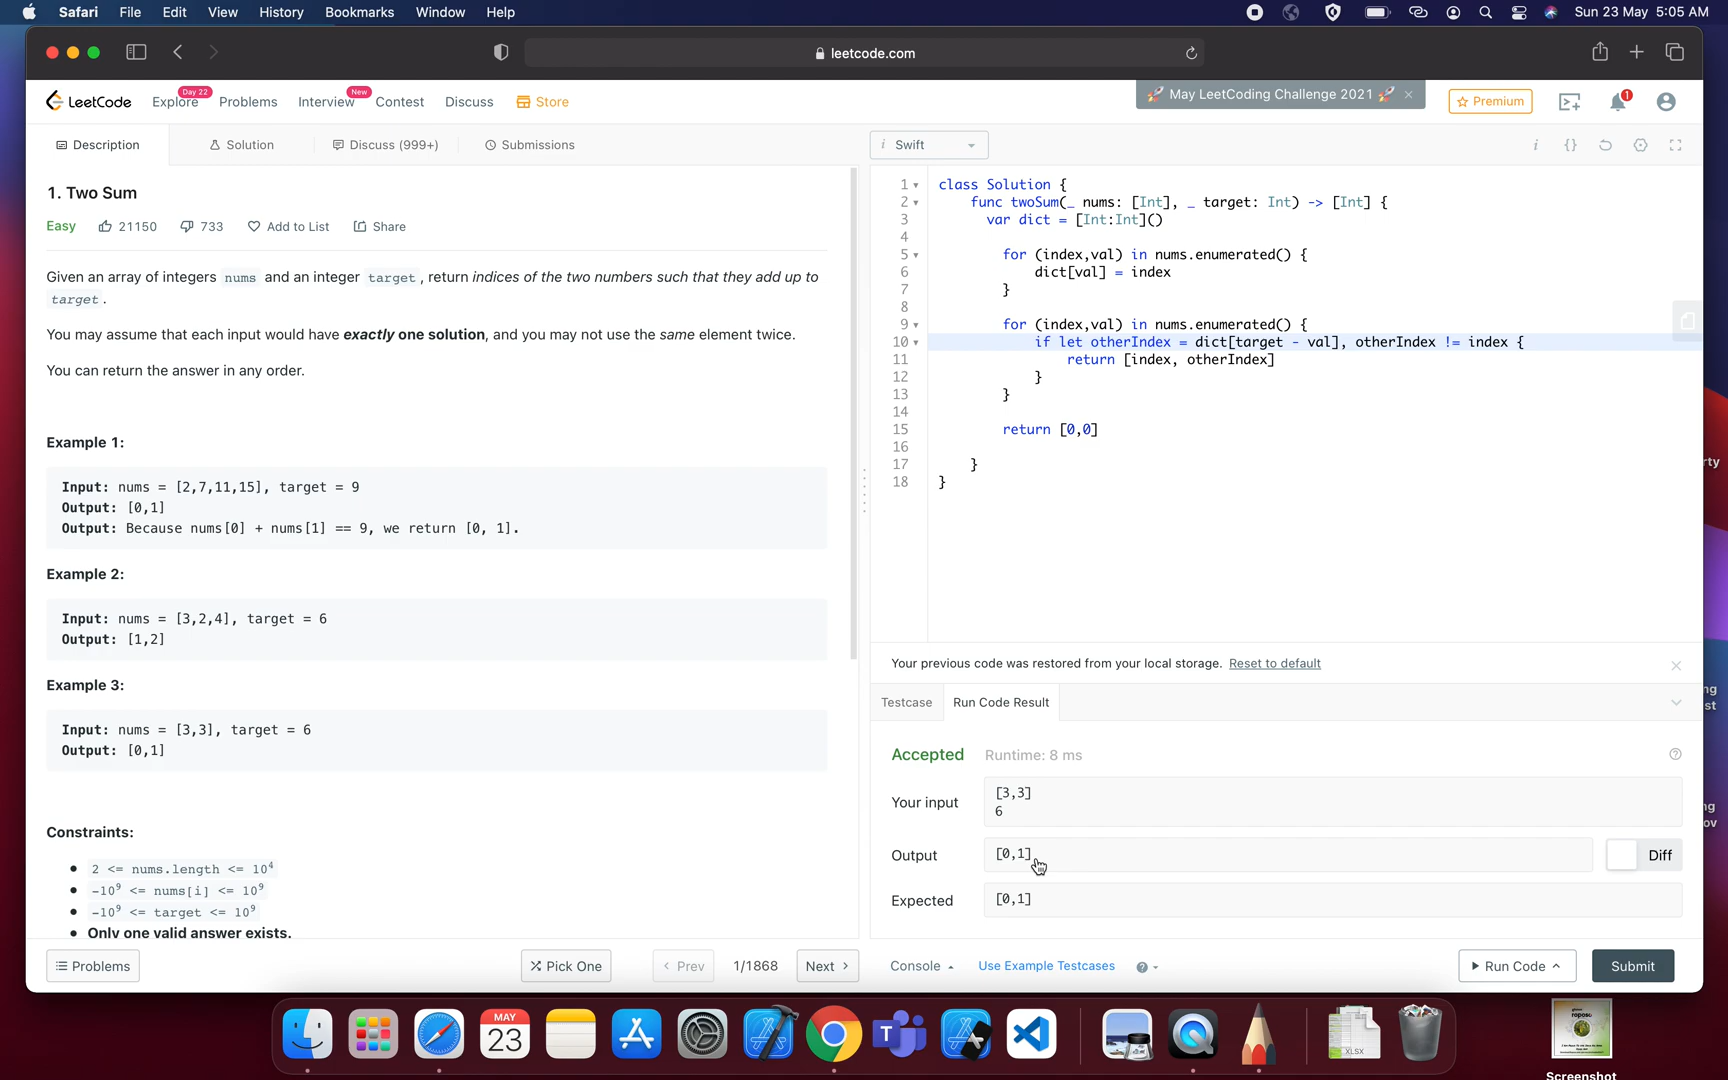 Safari File Edit View History Bookmarks Window Help Sun 23 May 5:05 AM
leetcode.com
LeetCode Explore Day 22 Problems Interview New Contest Discuss Store 🚀 May LeetCoding Challenge 2021 🚀 × Premium 1
Description Solution Discuss (999+) Submissions
1. Two Sum
Easy 21150 733 Add to List Share
Given an array of integers nums and an integer target, return indices of the two numbers such that they add up to
target.
You may assume that each input would have exactly one solution, and you may not use the same element twice.
You can return the answer in any order.
Example 1:
Input: nums = [2,7,11,15], target = 9
Output: [0,1]
Output: Because nums[0] + nums[1] == 9, we return [0, 1].
Example 2:
Input: nums = [3,2,4], target = 6
Output: [1,2]
Example 3:
Input: nums = [3,3], target = 6
Output: [0,1]
Constraints:
• 2 <= nums.length <= 10⁴
• -10⁹ <= nums[i] <= 10⁹
• -10⁹ <= target <= 10⁹
• Only one valid answer exists.
Problems Pick One < Prev 1/1868 Next >
i Swift i {}
1 class Solution {
2 func twoSum(_ nums: [Int], _ target: Int) -> [Int] {
3 var dict = [Int:Int]()
4
5 for (index,val) in nums.enumerated() {
6 dict[val] = index
7 }
8
9 for (index,val) in nums.enumerated() {
10 if let otherIndex = dict[target - val], otherIndex != index {
11 return [index, otherIndex]
12 }
13 }
14
15 return [0,0]
16
17 }
18 }
Your previous code was restored from your local storage. Reset to default
Testcase Run Code Result
Accepted Runtime: 8 ms
Your input [3,3]
6
Output [0,1] Diff
Expected [0,1]
Console Use Example Testcases ? Run Code Submit
rty
ng
st
ng
ov
MAY
23
XLSX
roposo
Screenshot